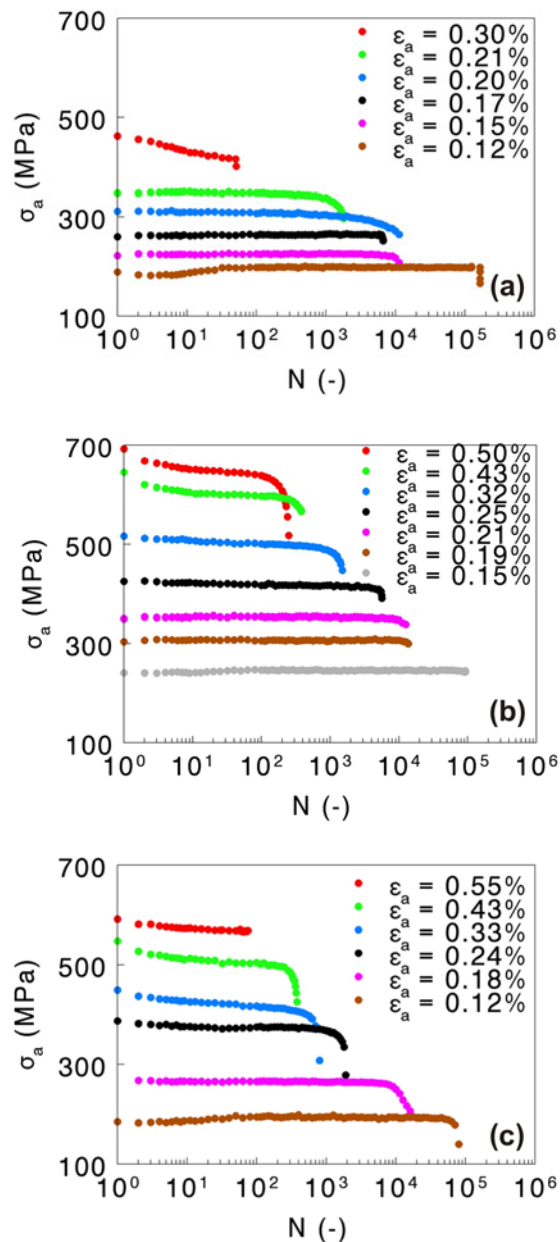 700
500
300
100
σa (MPa)
εa = 0.30%
εa = 0.21%
εa = 0.20%
εa = 0.17%
εa = 0.15%
εa = 0.12%
(a)
10^0 10^1 10^2 10^3 10^4 10^5 10^6
N (-)
700
500
300
100
σa (MPa)
εa = 0.50%
εa = 0.43%
εa = 0.32%
εa = 0.25%
εa = 0.21%
εa = 0.19%
εa = 0.15%
(b)
10^0 10^1 10^2 10^3 10^4 10^5 10^6
N (-)
700
500
300
100
σa (MPa)
εa = 0.55%
εa = 0.43%
εa = 0.33%
εa = 0.24%
εa = 0.18%
εa = 0.12%
(c)
10^0 10^1 10^2 10^3 10^4 10^5 10^6
N (-)